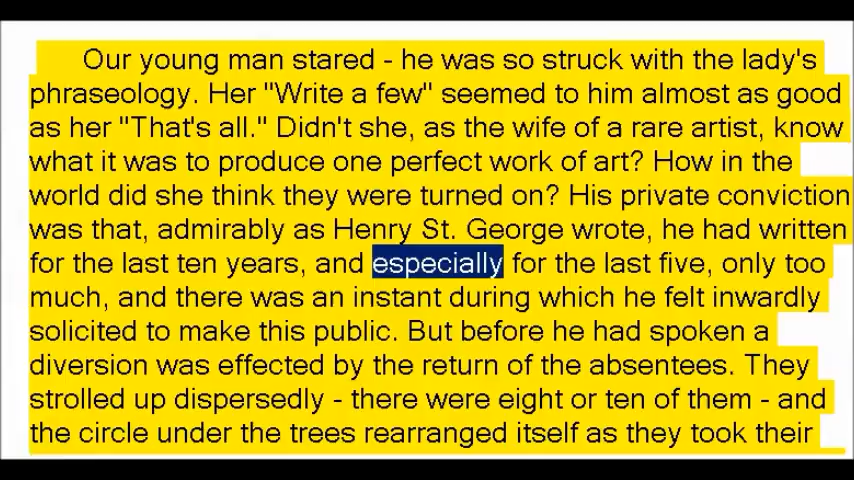 Our young man stared - he was so struck with the lady's
phraseology. Her "Write a few" seemed to him almost as good
as her "That's all." Didn't she, as the wife of a rare artist, know
what it was to produce one perfect work of art? How in the
world did she think they were turned on? His private conviction
was that, admirably as Henry St. George wrote, he had written
for the last ten years, and especially for the last five, only too
much, and there was an instant during which he felt inwardly
solicited to make this public. But before he had spoken a
diversion was effected by the return of the absentees. They
strolled up dispersedly - there were eight or ten of them - and
the circle under the trees rearranged itself as they took their